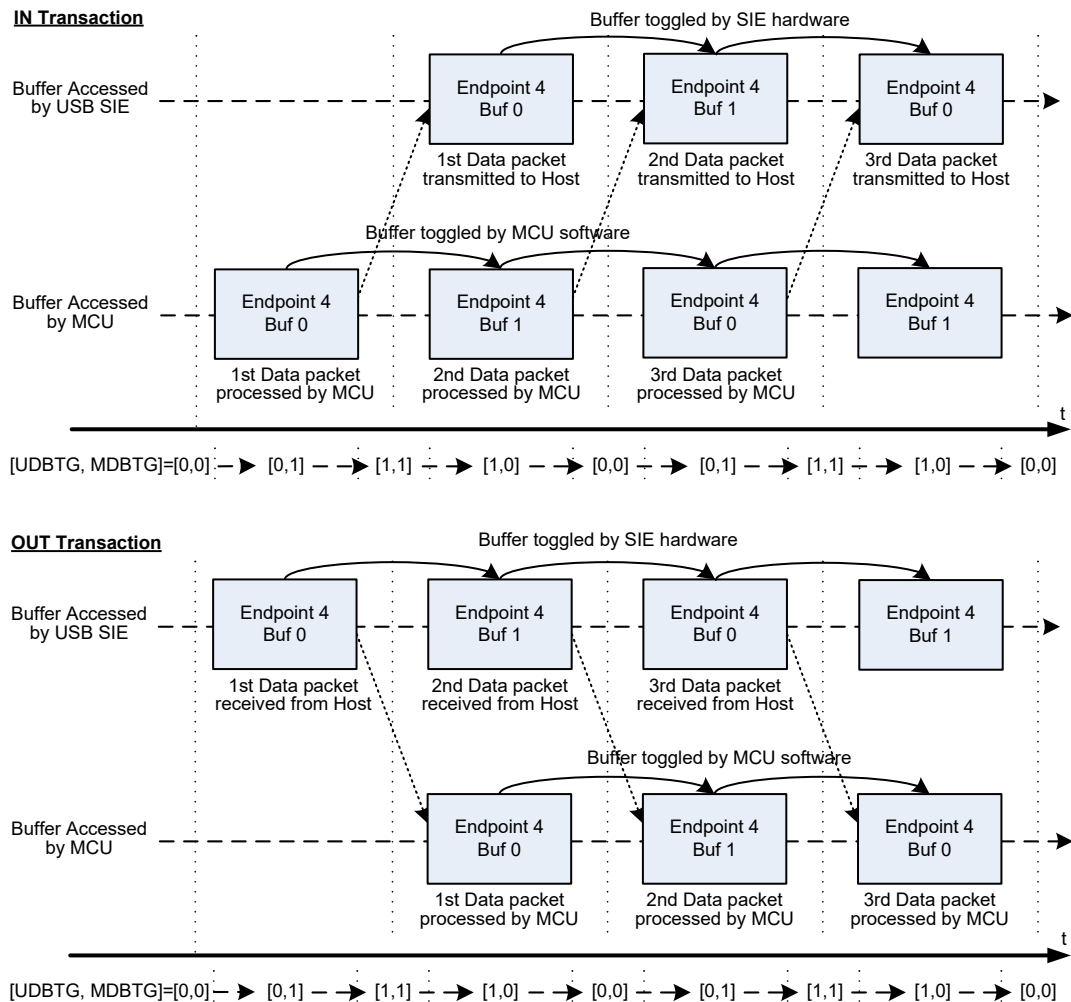 IN Transaction
Buffer toggled by SIE hardware
Buffer Accessed
by USB SIE
Endpoint 4
Buf 0
Endpoint 4
Buf 1
Endpoint 4
Buf 0
1st Data packet
transmitted to Host
2nd Data packet
transmitted to Host
3rd Data packet
transmitted to Host
Buffer toggled by MCU software
Buffer Accessed
by MCU
Endpoint 4
Buf 0
Endpoint 4
Buf 1
Endpoint 4
Buf 0
Endpoint 4
Buf 1
1st Data packet
processed by MCU
2nd Data packet
processed by MCU
3rd Data packet
processed by MCU
t
[UDBTG, MDBTG]=[0,0] [0,1] [1,1] [1,0] [0,0] [0,1] [1,1] [1,0] [0,0]
OUT Transaction
Buffer toggled by SIE hardware
Buffer Accessed
by USB SIE
Endpoint 4
Buf 0
Endpoint 4
Buf 1
Endpoint 4
Buf 0
Endpoint 4
Buf 1
1st Data packet
received from Host
2nd Data packet
received from Host
3rd Data packet
received from Host
Buffer toggled by MCU software
Buffer Accessed
by MCU
Endpoint 4
Buf 0
Endpoint 4
Buf 1
Endpoint 4
Buf 0
1st Data packet
processed by MCU
2nd Data packet
processed by MCU
3rd Data packet
processed by MCU
t
[UDBTG, MDBTG]=[0,0] [0,1] [1,1] [1,0] [0,0] [0,1] [1,1] [1,0] [0,0]